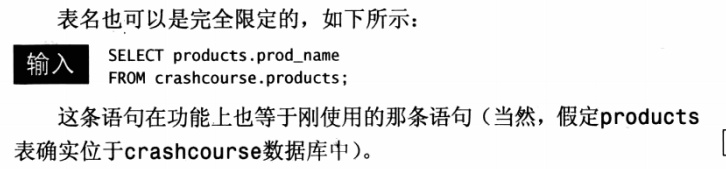 表名也可以是完全限定的，如下所示：
输入 SELECT products.prod_name
FROM crashcourse.products;
这条语句在功能上也等于刚使用的那条语句（当然，假定products
表确实位于crashcourse数据库中）。